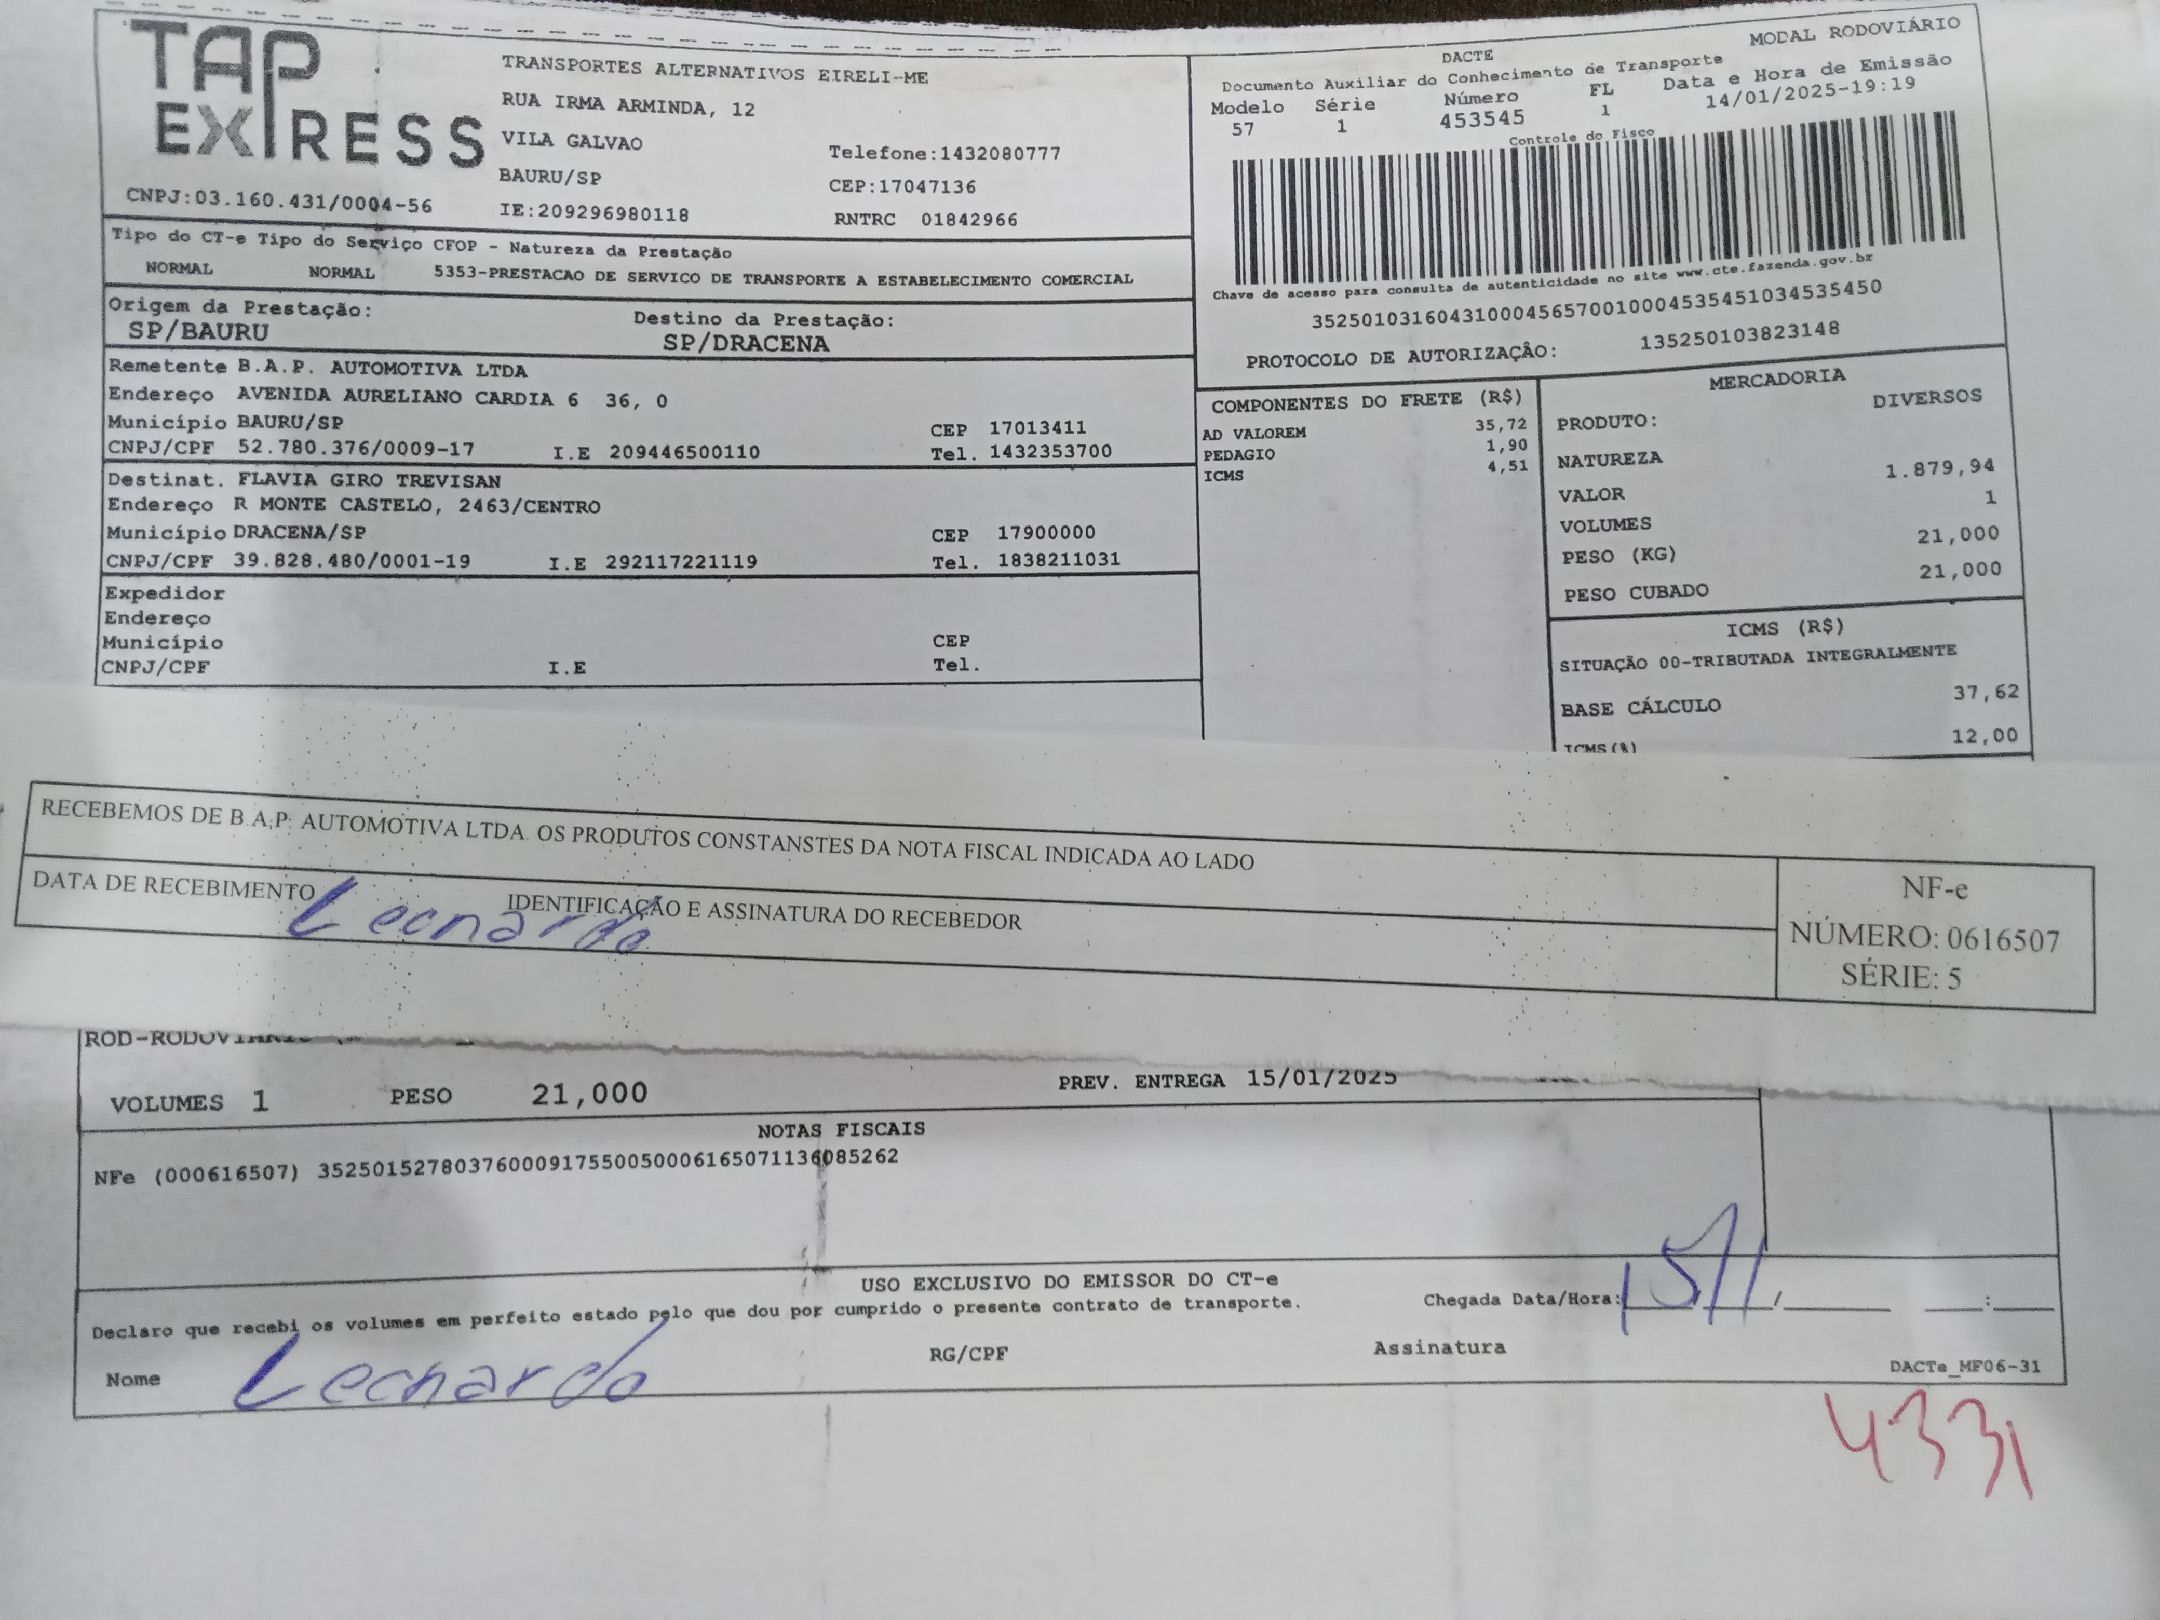 TAP EXPRESS
CNPJ:03.160.431/0004-56
TRANSPORTES ALTERNATIVOS EIRELI-ME
RUA IRMA ARMINDA, 12
VILA GALVAO Telefone:1432080777
BAURU/SP CEP:17047136
IE:209296980118 RNTRC 01842966
DACTE MODAL RODOVIÁRIO
Documento Auxiliar do Conhecimento de Transporte
Modelo Série Número FL Data e Hora de Emissão
57 1 453545 1 14/01/2025-19:19
Controle do Fisco
Chave de acesso para consulta de autenticidade no site www.cte.fazenda.gov.br
35250103160431000456570010004535451034535450
PROTOCOLO DE AUTORIZAÇÃO: 135250103823148
Tipo do CT-e Tipo do Serviço CFOP - Natureza da Prestação
NORMAL NORMAL 5353-PRESTACAO DE SERVICO DE TRANSPORTE A ESTABELECIMENTO COMERCIAL
Origem da Prestação: Destino da Prestação:
SP/BAURU SP/DRACENA
Remetente B.A.P. AUTOMOTIVA LTDA
Endereço AVENIDA AURELIANO CARDIA 6 36, 0
Município BAURU/SP CEP 17013411
CNPJ/CPF 52.780.376/0009-17 I.E 209446500110 Tel. 1432353700
Destinat. FLAVIA GIRO TREVISAN
Endereço R MONTE CASTELO, 2463/CENTRO
Município DRACENA/SP CEP 17900000
CNPJ/CPF 39.828.480/0001-19 I.E 292117221119 Tel. 1838211031
Expedidor
Endereço
Município CEP
CNPJ/CPF I.E Tel.
COMPONENTES DO FRETE (R$)
AD VALOREM 35,72
PEDAGIO 1,90
ICMS 4,51
MERCADORIA
PRODUTO: DIVERSOS
NATUREZA
VALOR 1.879,94
VOLUMES 1
PESO (KG) 21,000
PESO CUBADO 21,000
ICMS (R$)
SITUAÇÃO 00-TRIBUTADA INTEGRALMENTE
BASE CÁLCULO 37,62
ICMS(%) 12,00
RECEBEMOS DE B.A.P. AUTOMOTIVA LTDA. OS PRODUTOS CONSTANSTES DA NOTA FISCAL INDICADA AO LADO
DATA DE RECEBIMENTO IDENTIFICAÇÃO E ASSINATURA DO RECEBEDOR
Leonardo
NF-e
NÚMERO: 0616507
SÉRIE: 5
ROD-RODOVIARIO
VOLUMES 1 PESO 21,000 PREV. ENTREGA 15/01/2025
NOTAS FISCAIS
NFe (000616507) 35250152780376000917550050006165071136085262
USO EXCLUSIVO DO EMISSOR DO CT-e
Declaro que recebi os volumes em perfeito estado pelo que dou por cumprido o presente contrato de transporte. Chegada Data/Hora: 15/1 / :
Nome Leonardo RG/CPF Assinatura
DACTe_MF06-31
4331